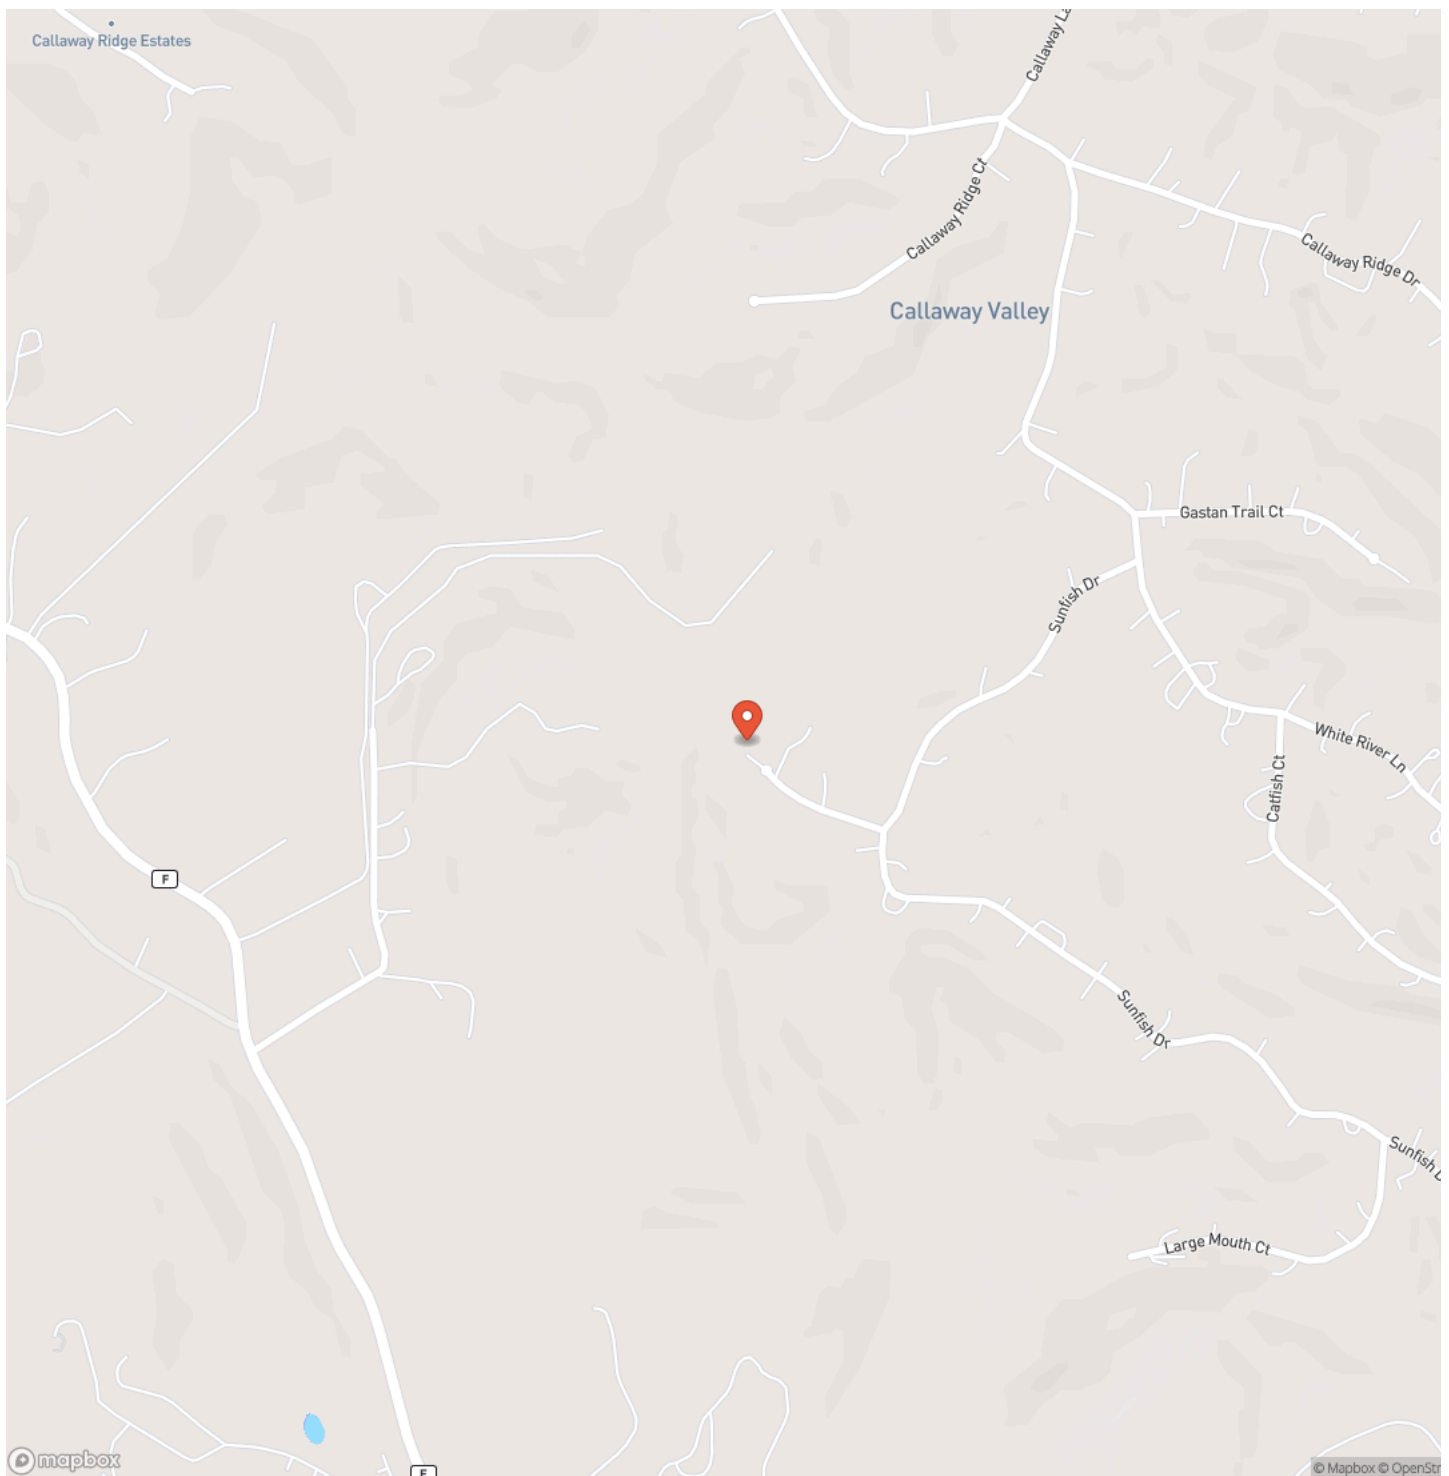 Callaway Ridge Estates
Callaway La
Callaway Ridge Ct
Callaway Ridge Dr
Callaway Valley
Gastan Trail Ct
Sunfish Dr
White River Ln
Catfish Ct
F
Sunfish Dr
Sunfish D
Large Mouth Ct
F
mapbox
© Mapbox © OpenStr